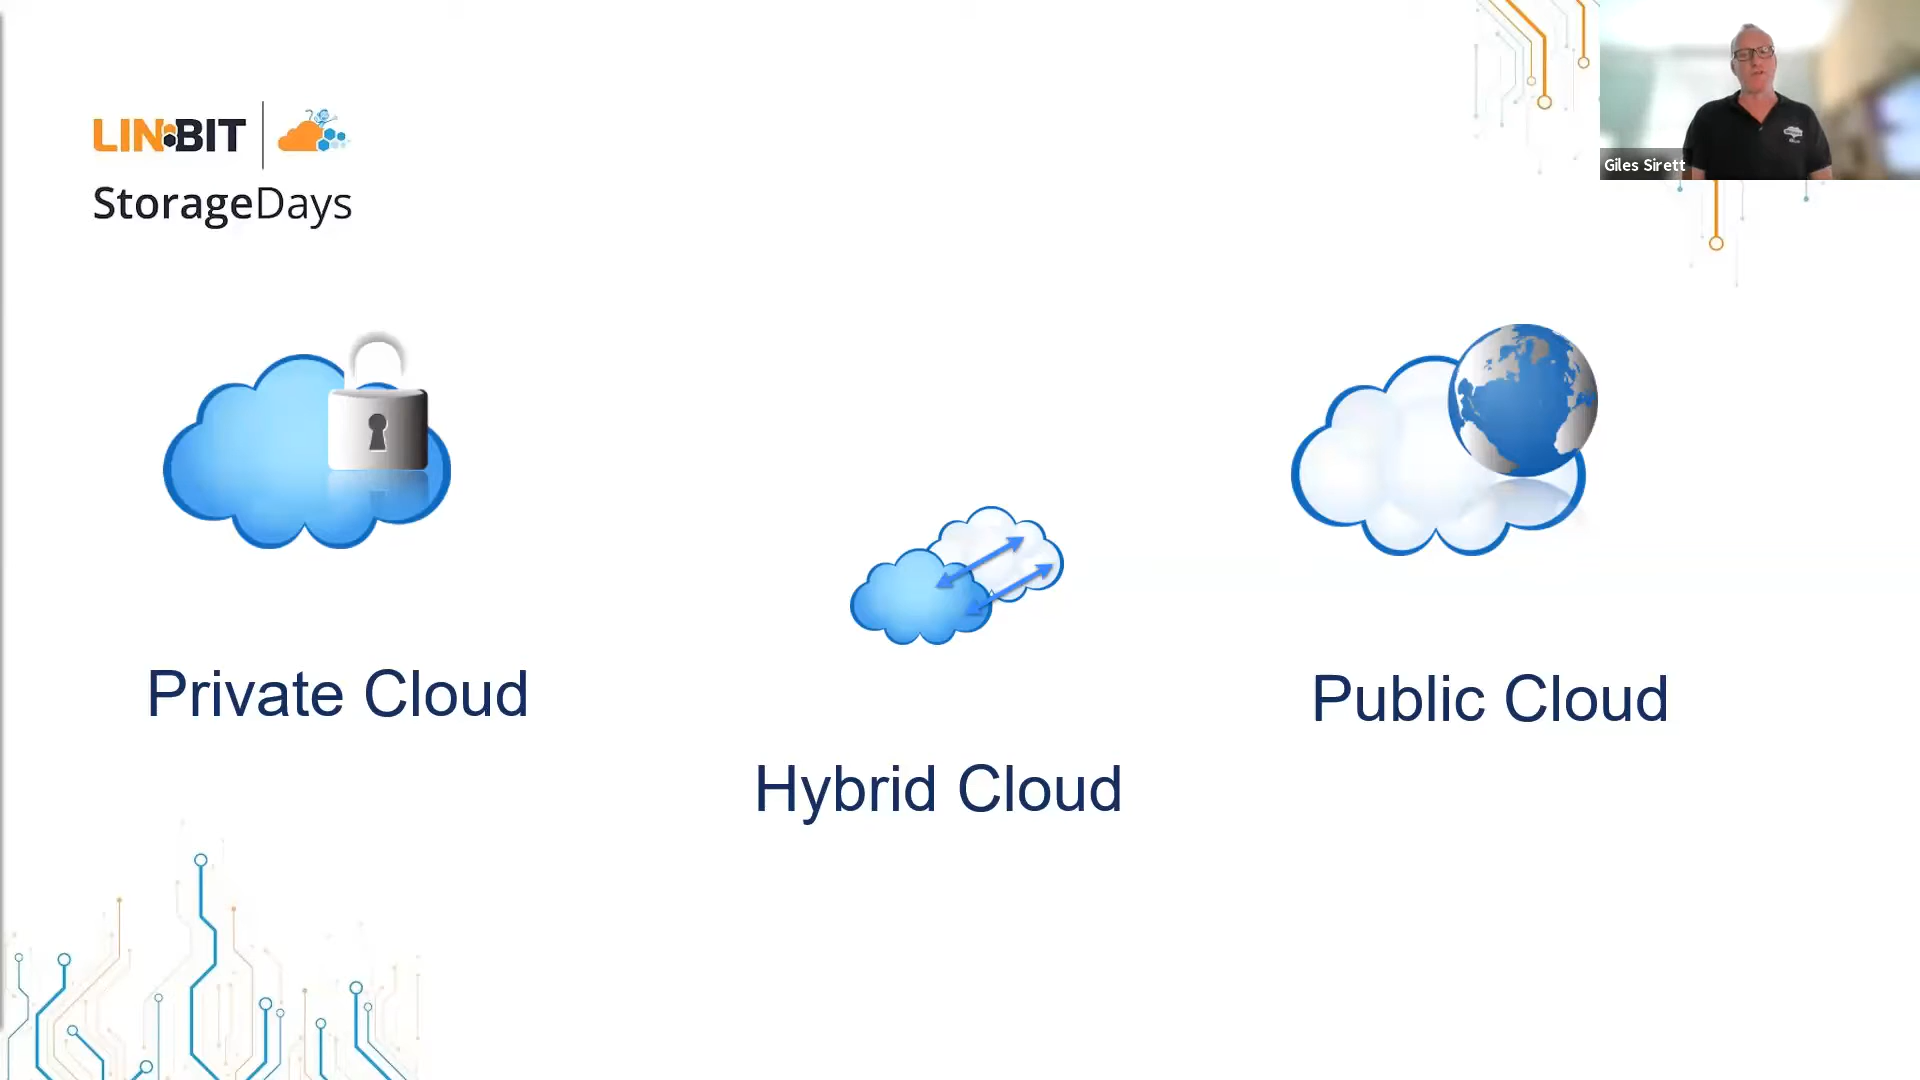 LINBIT
StorageDays
Giles Sirett
Private Cloud
Hybrid Cloud
Public Cloud